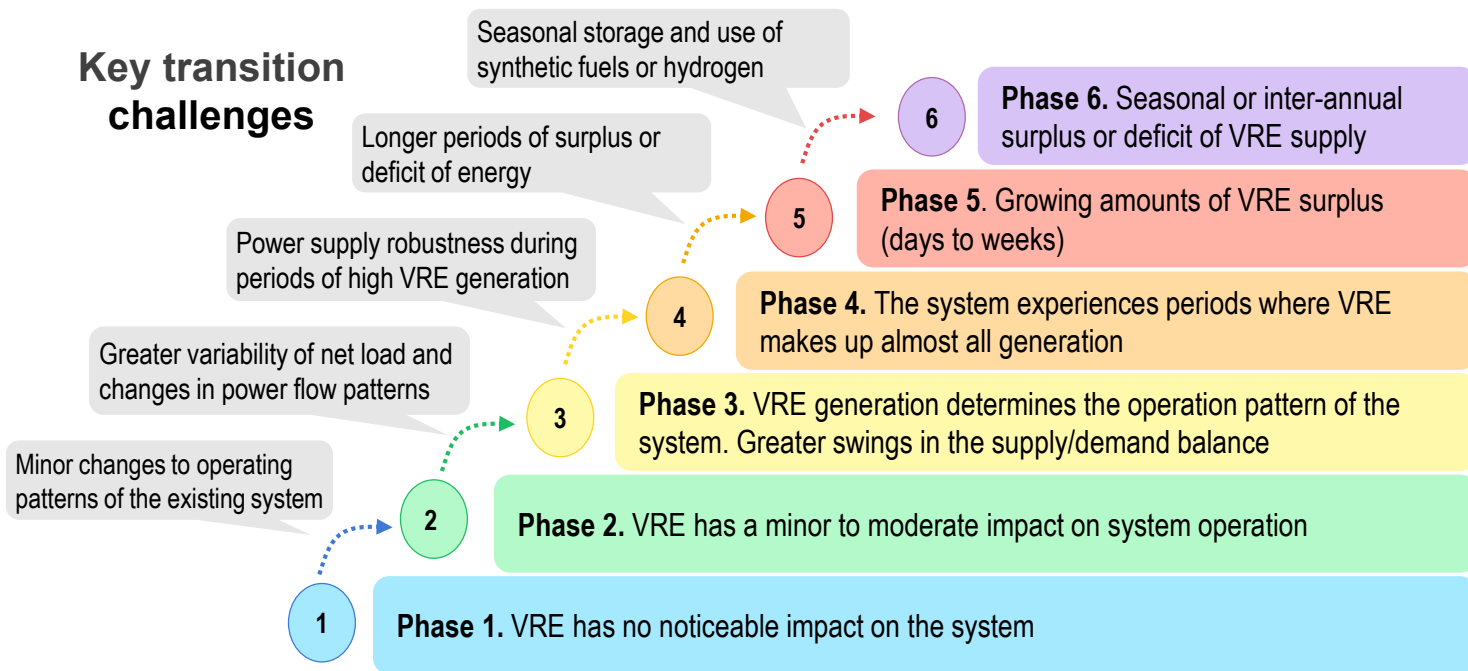 Key transition
challenges
Seasonal storage and use of
synthetic fuels or hydrogen
6
Phase 6. Seasonal or inter-annual
surplus or deficit of VRE supply
Longer periods of surplus or
deficit of energy
5
Phase 5. Growing amounts of VRE surplus
(days to weeks)
Power supply robustness during
periods of high VRE generation
4
Phase 4. The system experiences periods where VRE
makes up almost all generation
Greater variability of net load and
changes in power flow patterns
3
Phase 3. VRE generation determines the operation pattern of the
system. Greater swings in the supply/demand balance
Minor changes to operating
patterns of the existing system
2
Phase 2. VRE has a minor to moderate impact on system operation
1
Phase 1. VRE has no noticeable impact on the system